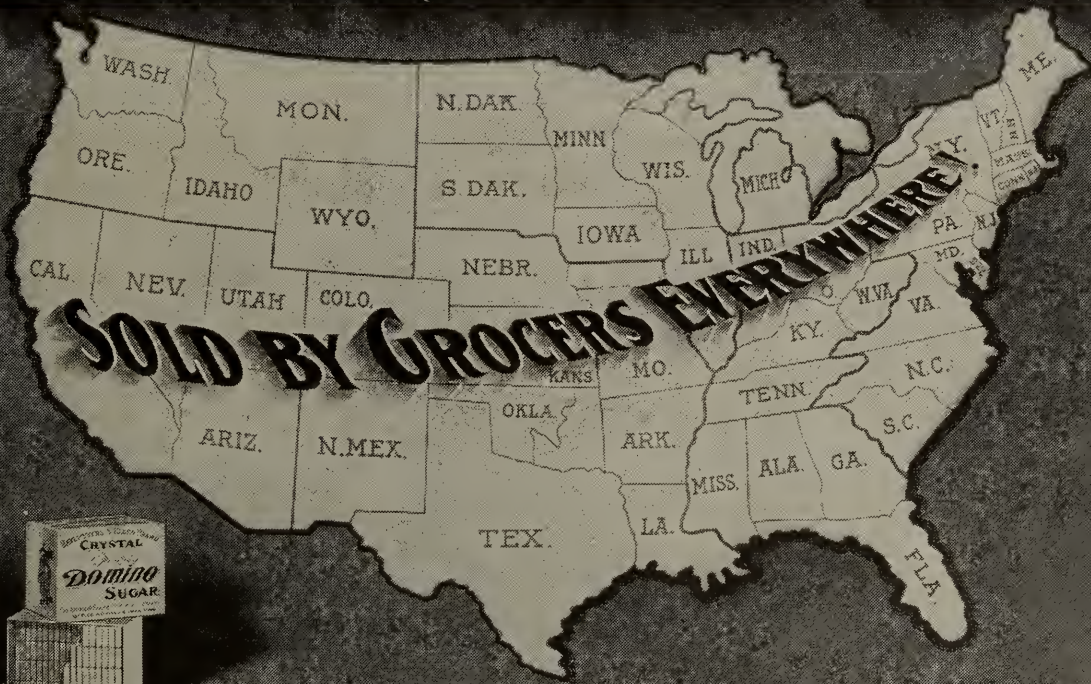 WASH.
MON.
N.DAK.
MINN
ORE.
IDAHO
WYO.
S.DAK.
WIS.
MICH
N.Y.
VT.
N.H.
ME.
MASS.
CONN.
IOWA
NEBR.
ILL
IND.
O.
PA.
N.J.
MD.
CAL.
NEV.
UTAH
COLO.
KANS
MO.
KY.
W.VA.
VA.
SOLD BY GROCERS EVERYWHERE!
ARIZ.
N.MEX.
OKLA.
ARK.
TENN.
N.C.
S.C.
TEX.
LA.
MISS.
ALA.
GA.
FLA.
CRYSTAL
Domino
SUGAR